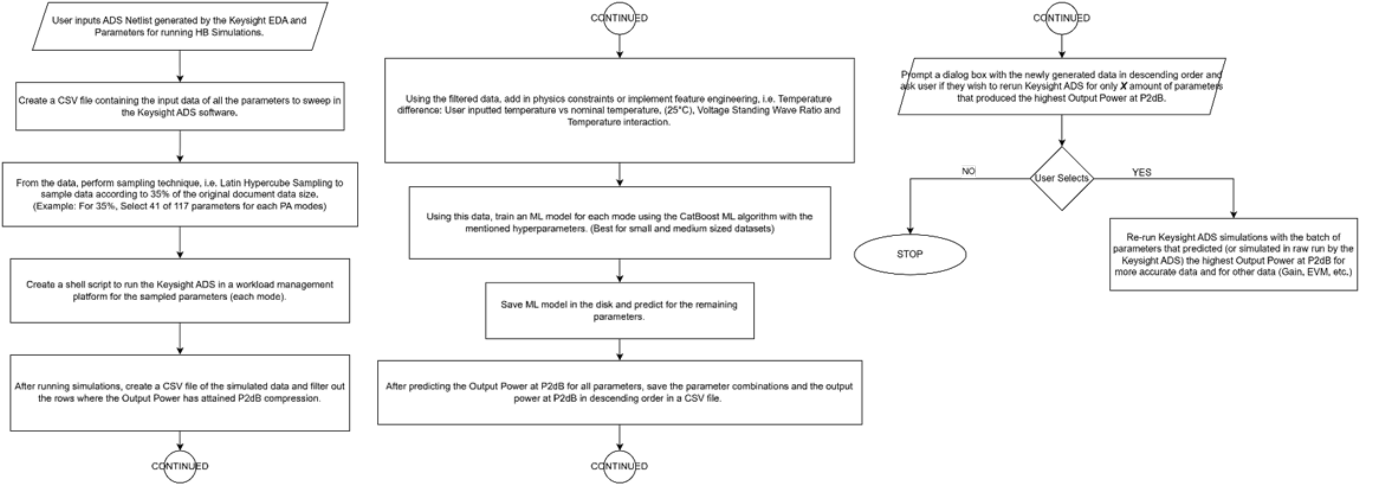 User inputs ADS Netlist generated by the Keysight EDA and
Parameters for running HB Simulations.
Create a CSV file containing the input data of all the parameters to sweep in
the Keysight ADS software.
From the data, perform sampling technique, i.e. Latin Hypercube Sampling to
sample data according to 35% of the original document data size.
(Example: For 35%, Select 41 of 117 parameters for each PA modes)
Create a shell script to run the Keysight ADS in a workload management
platform for the sampled parameters (each mode).
After running simulations, create a CSV file of the simulated data and filter out
the rows where the Output Power has attained P2dB compression.
CONTINUED
CONTINUED
Using the filtered data, add in physics constraints or implement feature engineering, i.e. Temperature
difference: User inputted temperature vs nominal temperature, (25°C), Voltage Standing Wave Ratio and
Temperature interaction.
Using this data, train an ML model for each mode using the CatBoost ML algorithm with the
mentioned hyperparameters. (Best for small and medium sized datasets)
Save ML model in the disk and predict for the remaining
parameters.
After predicting the Output Power at P2dB for all parameters, save the parameter combinations and the output
power at P2dB in descending order in a CSV file.
CONTINUED
CONTINUED
Prompt a dialog box with the newly generated data in descending order and
ask user if they wish to rerun Keysight ADS for only X amount of parameters
that produced the highest Output Power at P2dB.
User Selects
NO
YES
STOP
Re-run Keysight ADS simulations with the batch of
parameters that predicted (or simulated in raw run by the
Keysight ADS) the highest Output Power at P2dB for
more accurate data and for other data (Gain, EVM, etc.)